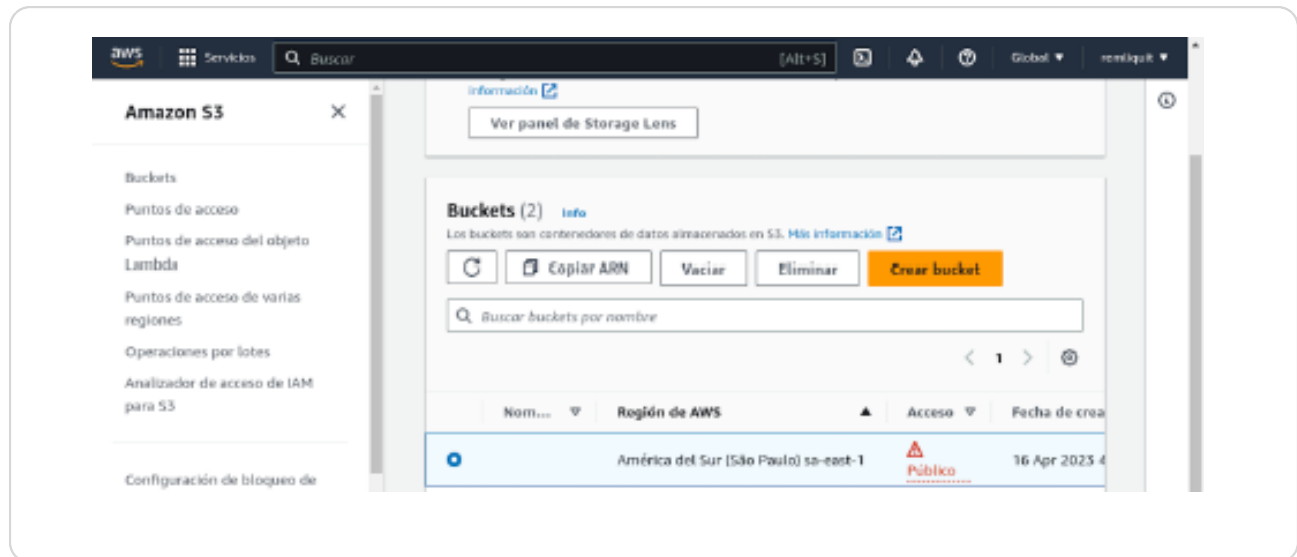 aws Servicios Buscar [Alt+S] Global remliquit
Amazon S3
Buckets
Puntos de acceso
Puntos de acceso del objeto
Lambda
Puntos de acceso de varias
regiones
Operaciones por lotes
Analizador de acceso de IAM
para S3
Configuración de bloqueo de
información
Ver panel de Storage Lens
Buckets (2) Info
Los buckets son contenedores de datos almacenados en S3. Más información
Copiar ARN Vaciar Eliminar Crear bucket
Buscar buckets por nombre
1
Nom... Región de AWS Acceso Fecha de crea
América del Sur (São Paulo) sa-east-1 Público 16 Apr 2023 4